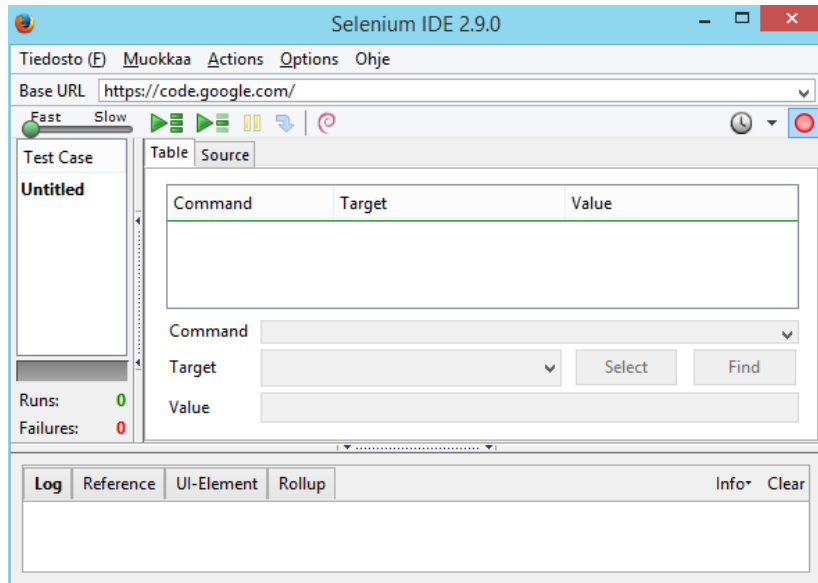 Selenium IDE 2.9.0
Tiedosto (F) Muokkaa Actions Options Ohje
Base URL https://code.google.com/
Fast Slow
Test Case
Untitled
Table Source
Command Target Value
Command
Target Select Find
Value
Runs: 0
Failures: 0
Log Reference UI-Element Rollup Info Clear